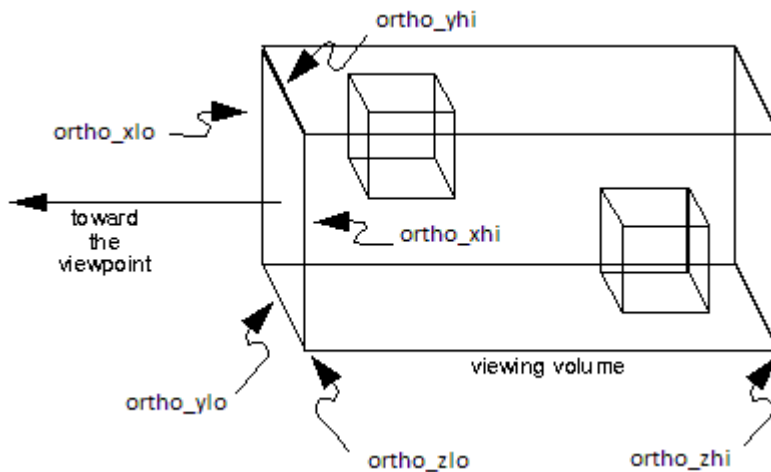 ortho_yhi
ortho_xlo
toward
the
viewpoint
ortho_xhi
viewing volume
ortho_ylo
ortho_zlo
ortho_zhi